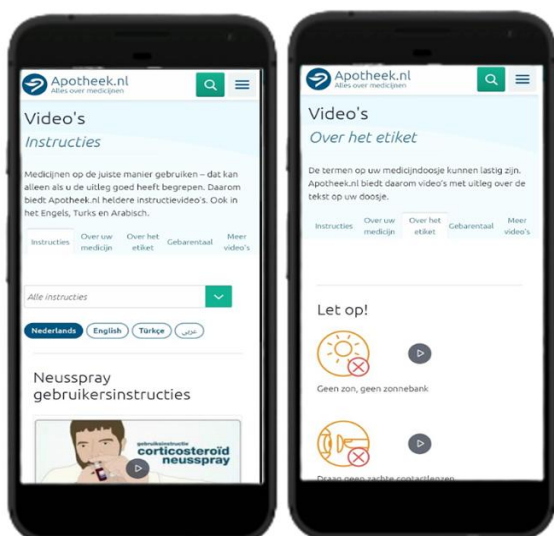 Apotheek.nl
Alles over medicijnen
Video's
Instructies
Medicijnen op de juiste manier gebruiken – dat kan
alleen als u de uitleg goed heeft begrepen. Daarom
biedt Apotheek.nl heldere instructievideo's. Ook in
het Engels, Turks en Arabisch.
Instructies
Over uw
medicijn
Over het
etiket
Gebarentaal
Meer
video's
Alle instructies
Nederlands
English
Türkçe
عربي
Neusspray
gebruikersinstructies
gebruiksinstructie
corticosteroïd
neusspray
Apotheek.nl
Alles over medicijnen
Video's
Over het etiket
De termen op uw medicijndoosje kunnen lastig zijn.
Apotheek.nl biedt daarom video's met uitleg over de
tekst op uw doosje.
Instructies
Over uw
medicijn
Over het
etiket
Gebarentaal
Meer
video's
Let op!
Geen zon, geen zonnebank
Draag geen zachte contactlenzen